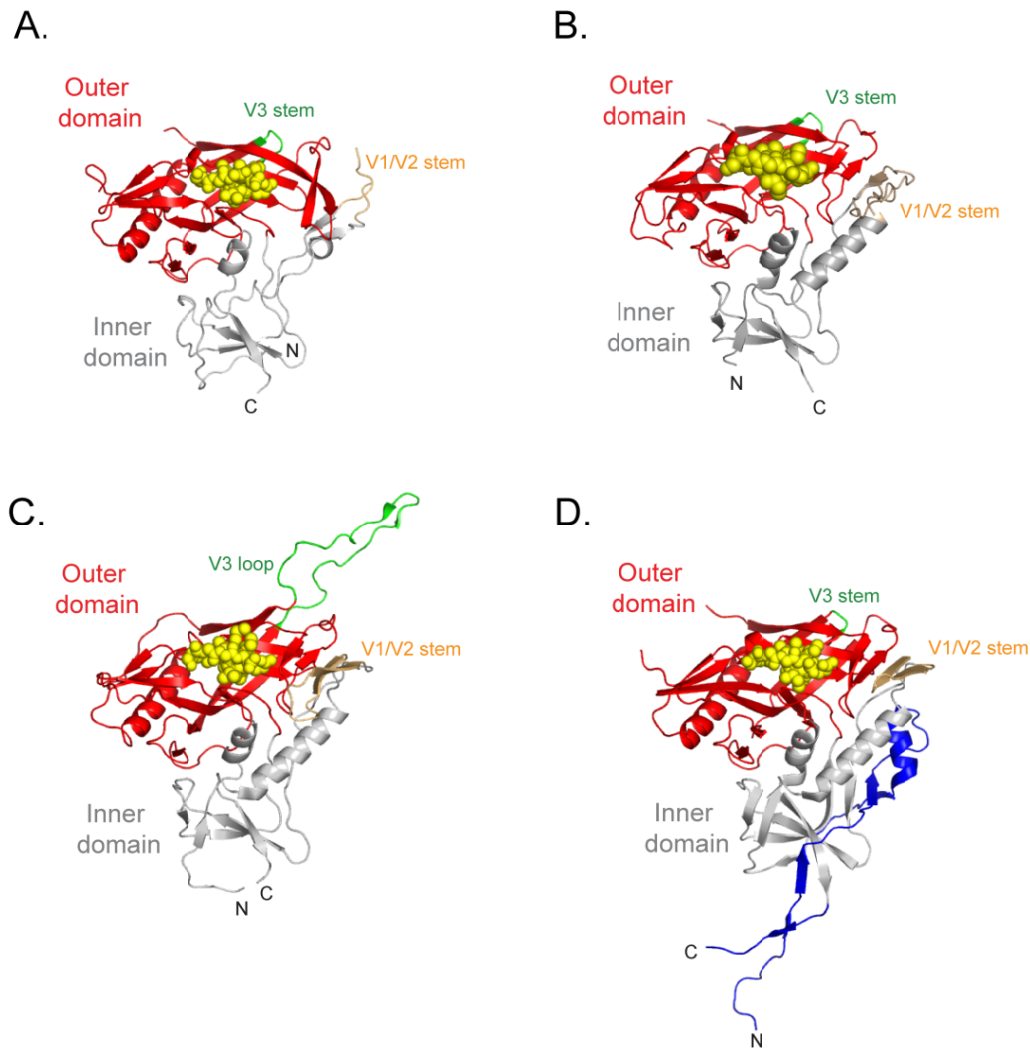 A.
Outer
domain
V3 stem
V1/V2 stem
Inner
domain
N
C
B.
Outer
domain
V3 stem
V1/V2 stem
Inner
domain
N
C
C.
V3 loop
Outer
domain
V1/V2 stem
Inner
domain
N
C
D.
Outer
domain
V3 stem
V1/V2 stem
Inner
domain
C
N